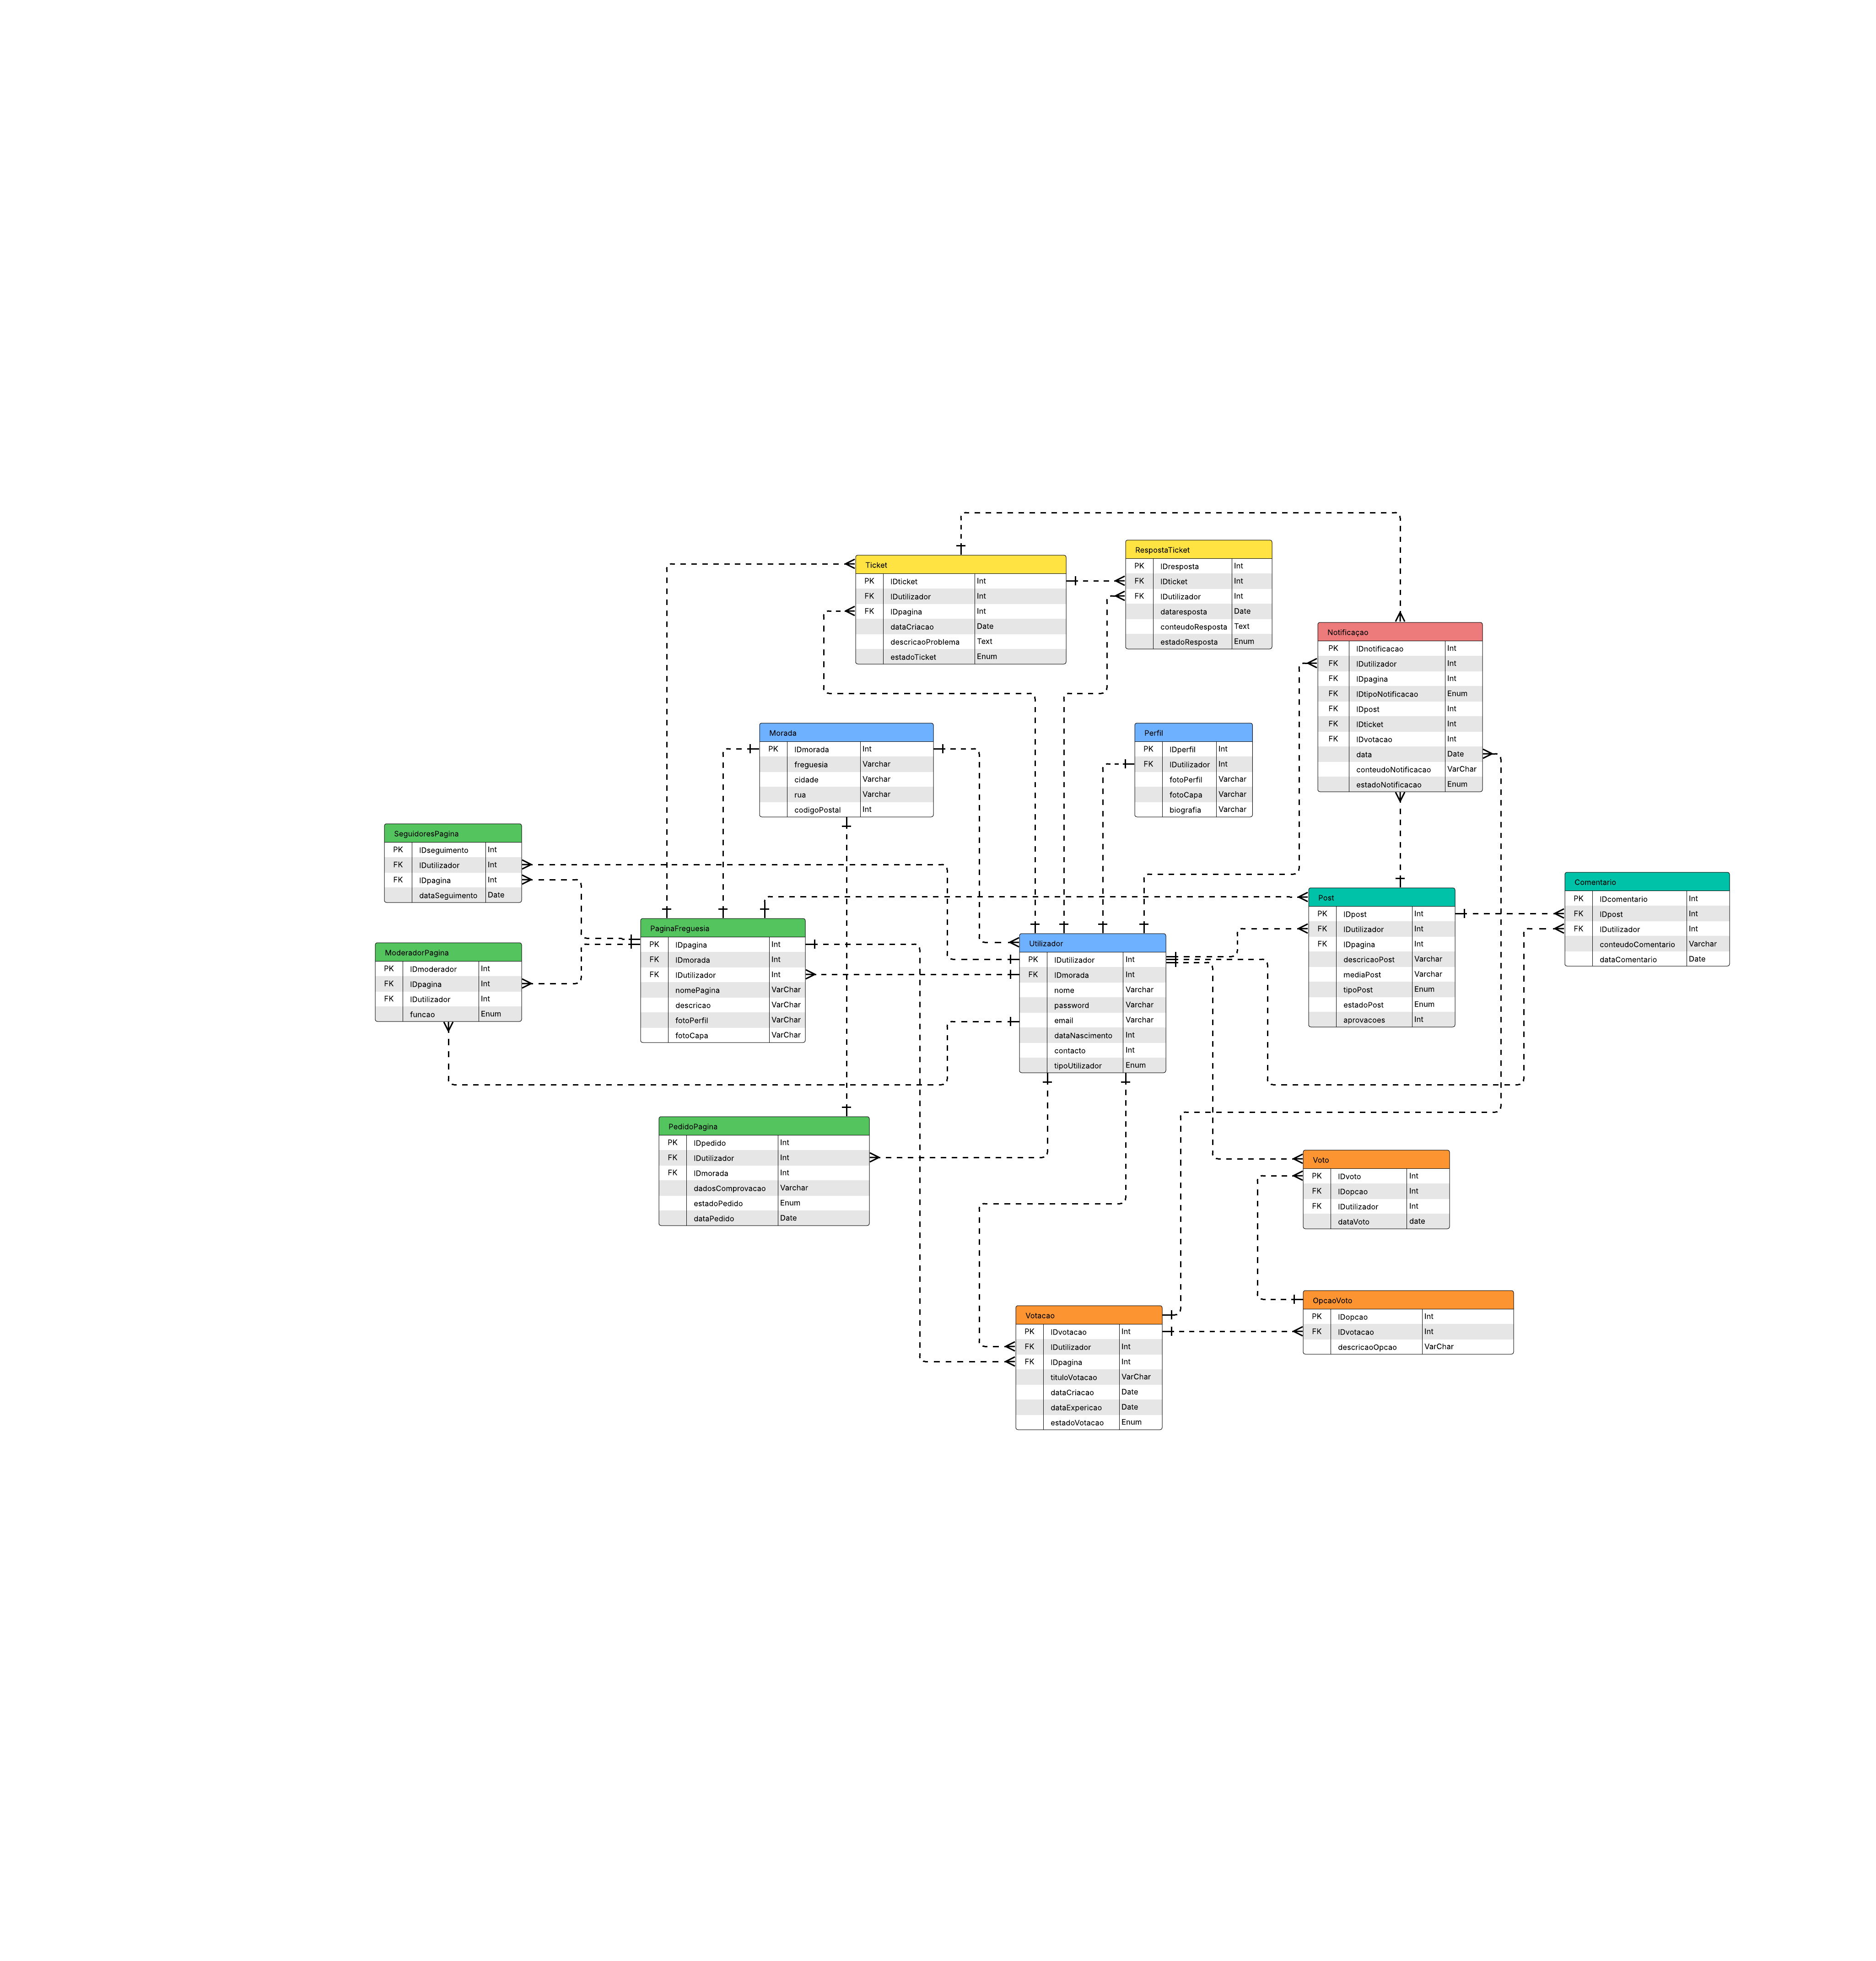 Ticket
PK IDticket Int
FK IDutilizador Int
FK IDpagina Int
dataCriacao Date
descricaoProblema Text
estadoTicket Enum
RespostaTicket
PK IDresposta Int
FK IDticket Int
FK IDutilizador Int
dataresposta Date
conteudoResposta Text
estadoResposta Enum
Notificaçao
PK IDnotificacao Int
FK IDutilizador Int
FK IDpagina Int
FK IDtipoNotificacao Enum
FK IDpost Int
FK IDticket Int
FK IDvotacao Int
data Date
conteudoNotificacao VarChar
estadoNotificacao Enum
Morada
PK IDmorada Int
freguesia Varchar
cidade Varchar
rua Varchar
codigoPostal Int
Perfil
PK IDperfil Int
FK IDutilizador Int
fotoPerfil Varchar
fotoCapa Varchar
biografia Varchar
SeguidoresPagina
PK IDseguimento Int
FK IDutilizador Int
FK IDpagina Int
dataSeguimento Date
ModeradorPagina
PK IDmoderador Int
FK IDpagina Int
FK IDutilizador Int
funcao Enum
PaginaFreguesia
PK IDpagina Int
FK IDmorada Int
FK IDutilizador Int
nomePagina VarChar
descricao VarChar
fotoPerfil VarChar
fotoCapa VarChar
Utilizador
PK IDutilizador Int
FK IDmorada Int
nome Varchar
password Varchar
email Varchar
dataNascimento Int
contacto Int
tipoUtilizador Enum
Post
PK IDpost Int
FK IDutilizador Int
FK IDpagina Int
descricaoPost Varchar
mediaPost Varchar
tipoPost Enum
estadoPost Enum
aprovacoes Int
Comentario
PK IDcomentario Int
FK IDpost Int
FK IDutilizador Int
conteudoComentario Varchar
dataComentario Date
PedidoPagina
PK IDpedido Int
FK IDutilizador Int
FK IDmorada Int
dadosComprovacao Varchar
estadoPedido Enum
dataPedido Date
Voto
PK IDvoto Int
FK IDopcao Int
FK IDutilizador Int
dataVoto date
OpcaoVoto
PK IDopcao Int
FK IDvotacao Int
descricaoOpcao VarChar
Votacao
PK IDvotacao Int
FK IDutilizador Int
FK IDpagina Int
tituloVotacao VarChar
dataCriacao Date
dataExpericao Date
estadoVotacao Enum